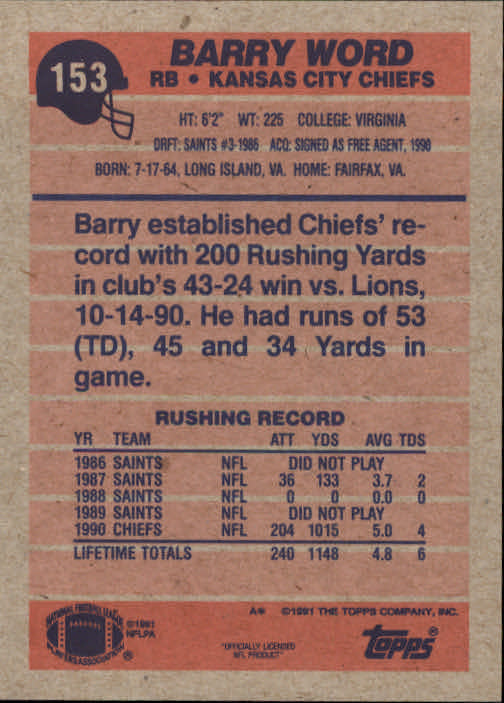 153
BARRY WORD
RB • KANSAS CITY CHIEFS
HT: 6'2" WT: 225 COLLEGE: VIRGINIA
DRFT: SAINTS #3-1986 ACQ: SIGNED AS FREE AGENT, 1990
BORN: 7-17-64, LONG ISLAND, VA. HOME: FAIRFAX, VA.
Barry established Chiefs' re-
cord with 200 Rushing Yards
in club's 43-24 win vs. Lions,
10-14-90. He had runs of 53
(TD), 45 and 34 Yards in
game.
RUSHING RECORD
YR TEAM ATT YDS AVG TDS
1986 SAINTS NFL DID NOT PLAY
1987 SAINTS NFL 36 133 3.7 2
1988 SAINTS NFL 0 0 0.0 0
1989 SAINTS NFL DID NOT PLAY
1990 CHIEFS NFL 204 1015 5.0 4
LIFETIME TOTALS 240 1148 4.8 6
A* ©1991 THE TOPPS COMPANY, INC.
NATIONAL FOOTBALL LEAGUE
PLAYERS ASSOCIATION ®
©1991
NFLPA
"OFFICIALLY LICENSED
NFL PRODUCT"
topps®